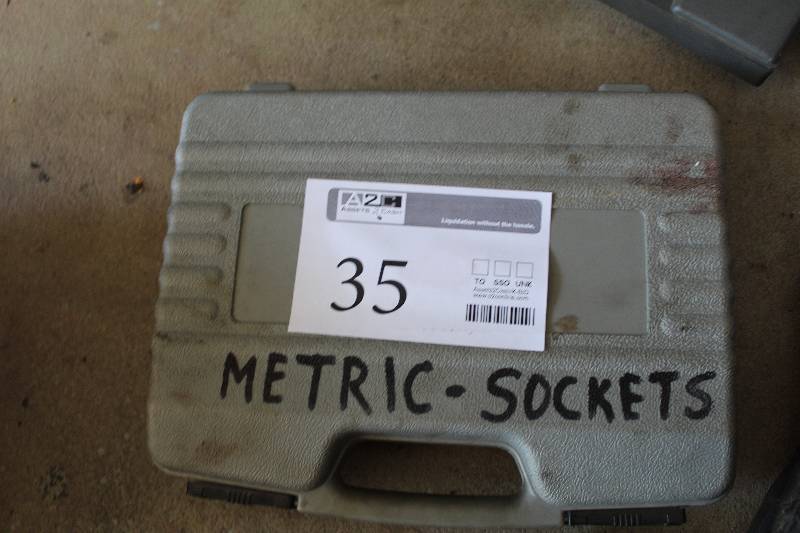 A2C
ASSETS 2 CASH
Liquidation without the hassle.
35
TO SSO UNK
METRIC - SOCKETS